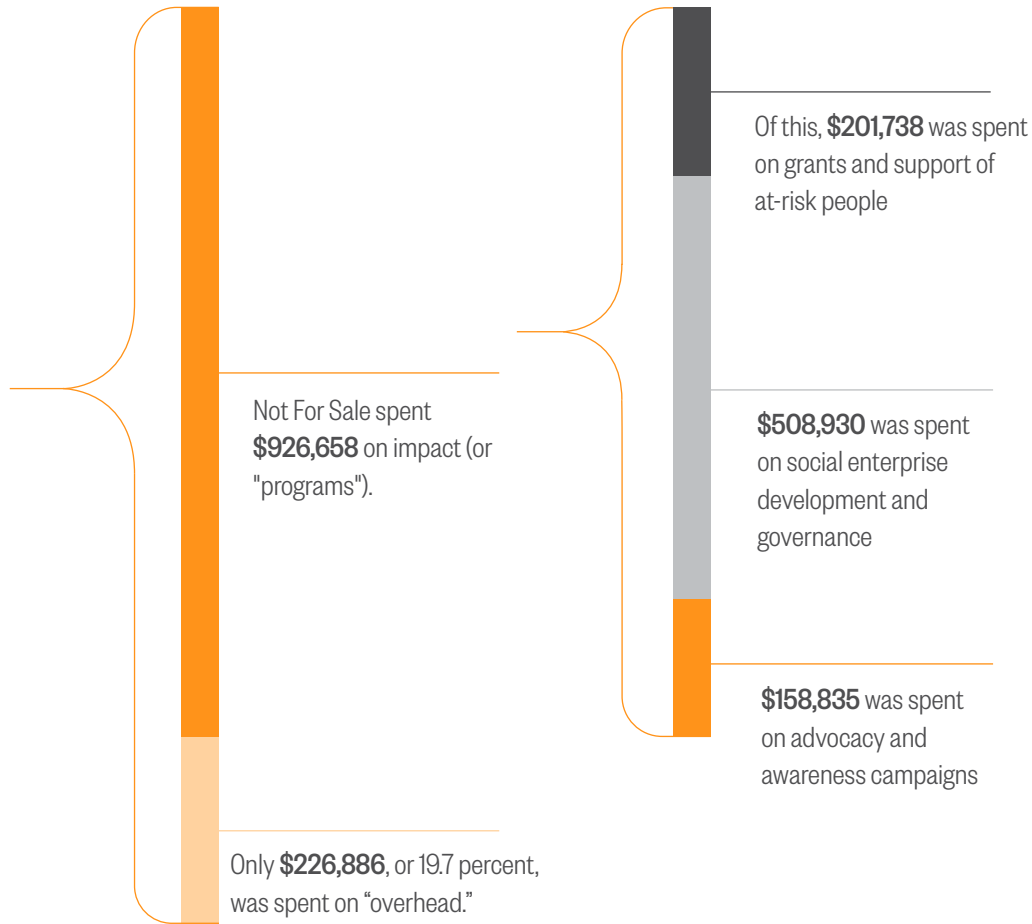 Not For Sale spent
$926,658 on impact (or
"programs").
Only $226,886, or 19.7 percent,
was spent on “overhead.”
Of this, $201,738 was spent
on grants and support of
at-risk people
$508,930 was spent
on social enterprise
development and
governance
$158,835 was spent
on advocacy and
awareness campaigns